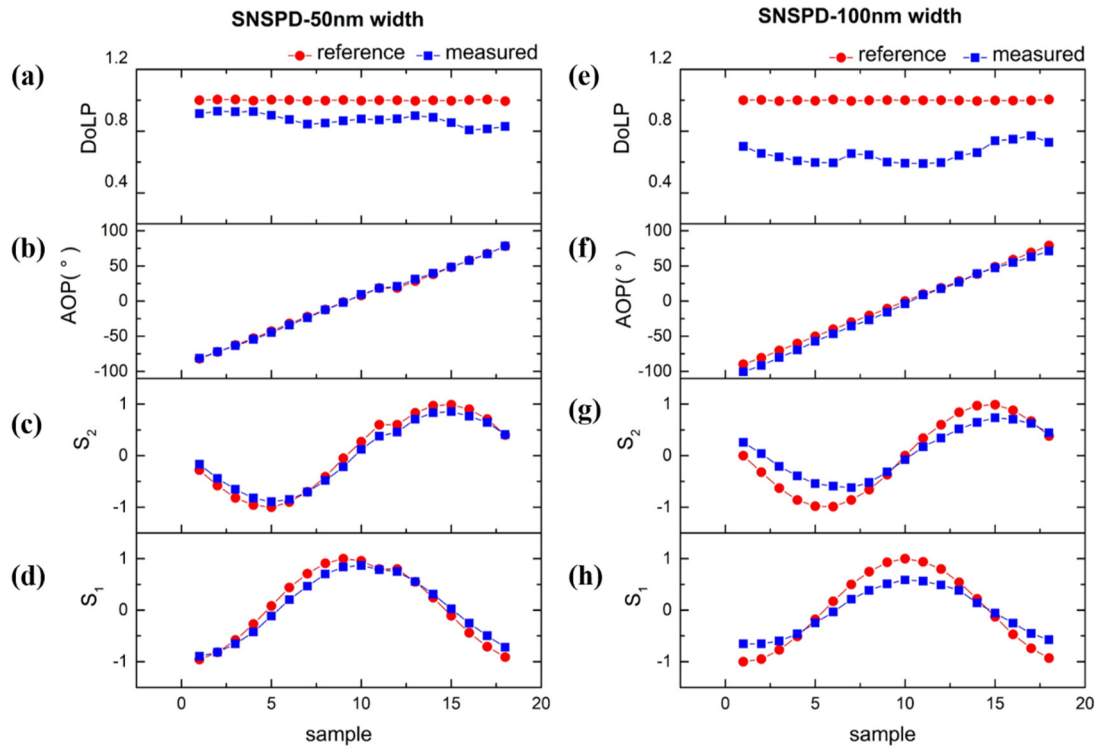 SNSPD-50nm width
reference measured
(a)
1.2
0.8
0.4
DoLP
(b)
100
50
0
-50
-100
AOP( ° )
(c)
1
0
-1
S2
(d)
1
0
-1
S1
0 5 10 15 20
sample
SNSPD-100nm width
reference measured
(e)
1.2
0.8
0.4
DoLP
(f)
100
50
0
-50
-100
AOP( ° )
(g)
1
0
-1
S2
(h)
1
0
-1
S1
0 5 10 15 20
sample